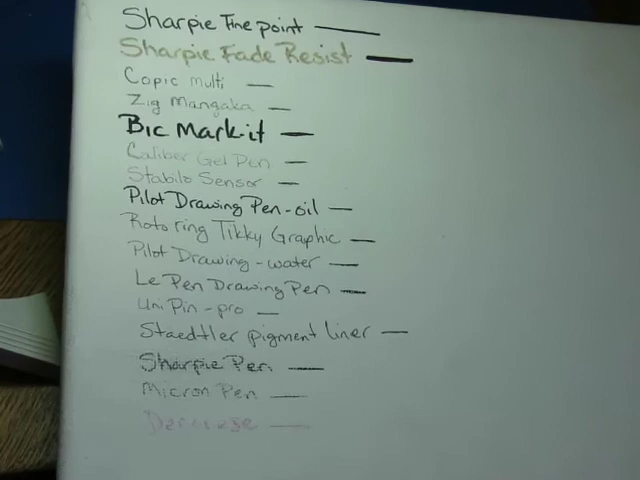 Sharpie Fine point
Sharpie Fade Resist
Copic multi
Zig Mangaka
Bic Mark-it
Caliber Gel Pen
Stabilo Sensor
Pilot Drawing Pen-oil
Rotoring Tikky Graphic
Pilot Drawing - water
Le Pen Drawing Pen
Uni Pin - pro
Staedtler pigment liner
Sharpie Pen
Micron Pen